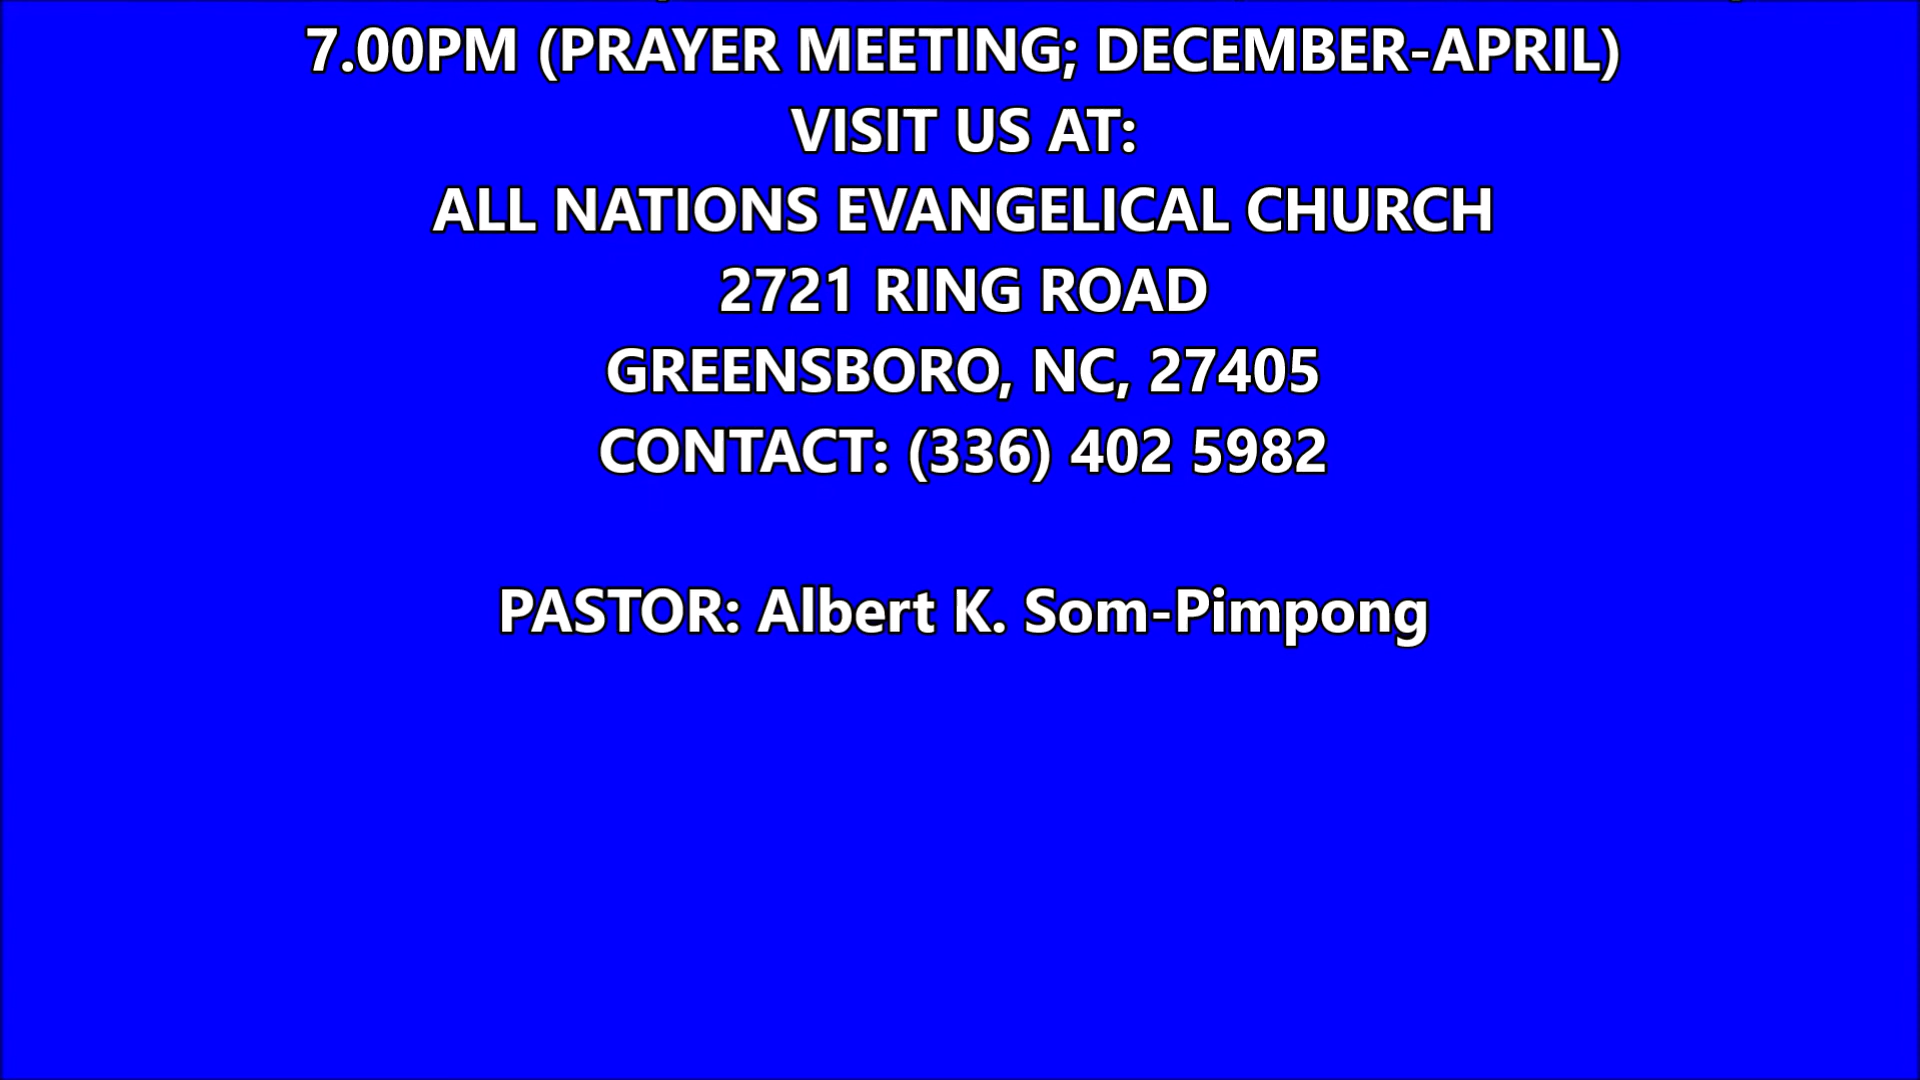 7.00PM (PRAYER MEETING; DECEMBER-APRIL)
VISIT US AT:
ALL NATIONS EVANGELICAL CHURCH
2721 RING ROAD
GREENSBORO, NC, 27405
CONTACT: (336) 402 5982
PASTOR: Albert K. Som-Pimpong